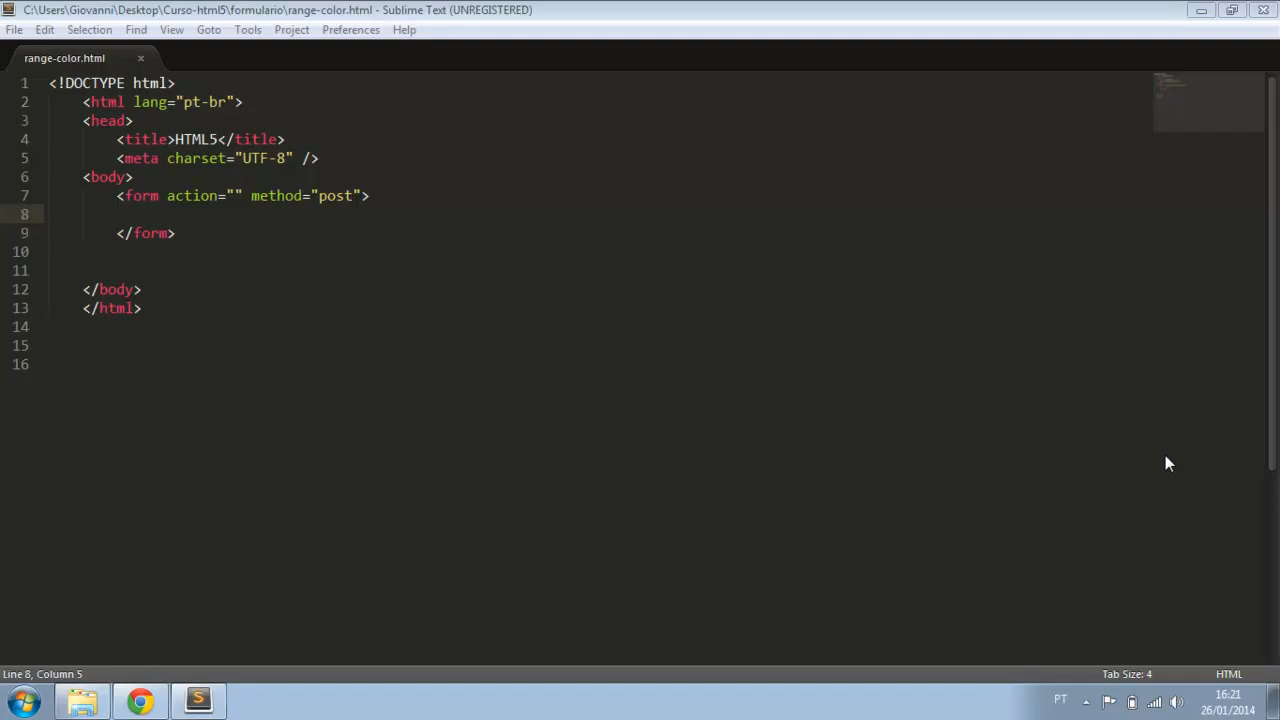 C:\Users\Giovanni\Desktop\Curso-html5\formulario\range-color.html - Sublime Text (UNREGISTERED)
File Edit Selection Find View Goto Tools Project Preferences Help
range-color.html ×
1 <!DOCTYPE html>
2 <html lang="pt-br">
3 <head>
4 <title>HTML5</title>
5 <meta charset="UTF-8" />
6 <body>
7 <form action="" method="post">
8
9 </form>
10
11
12 </body>
13 </html>
14
15
16
Line 8, Column 5 Tab Size: 4 HTML
PT 16:21
26/01/2014